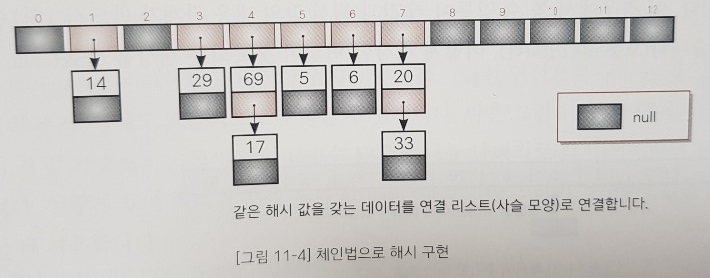 0 1 2 3 4 5 6 7 8 9 10 11 12
14 29 69 5 6 20
null
17 33
같은 해시 값을 갖는 데이터를 연결 리스트(사슬 모양)로 연결합니다.
[그림 11-4] 체인법으로 해시 구현